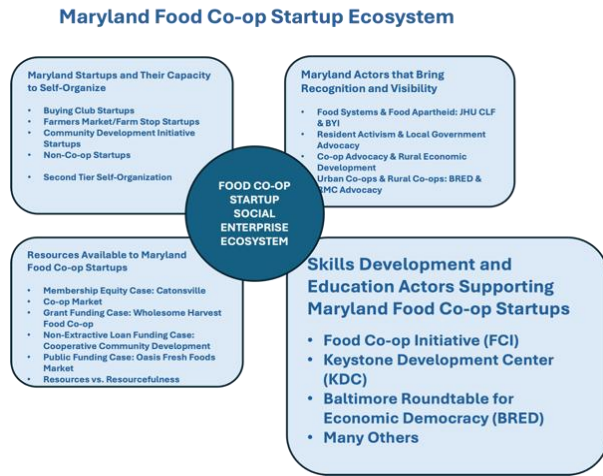 Maryland Food Co-op Startup Ecosystem
Maryland Startups and Their Capacity
to Self-Organize
• Buying Club Startups
• Farmers Market/Farm Stop Startups
• Community Development Initiative
Startups
• Non-Co-op Startups
• Second Tier Self-Organization
Maryland Actors that Bring
Recognition and Visibility
• Food Systems & Food Apartheid: JHU CLF
& BYI
• Resident Activism & Local Government
Advocacy
• Co-op Advocacy & Rural Economic
Development
Urban Co-ops & Rural Co-ops: BRED &
RMC Advocacy
FOOD CO-OP
STARTUP
SOCIAL
ENTERPRISE
ECOSYSTEM
Resources Available to Maryland
Food Co-op Startups
• Membership Equity Case: Catonsville
• Co-op Market
• Grant Funding Case: Wholesome Harvest
Food Co-op
• Non-Extractive Loan Funding Case:
Cooperative Community Development
• Public Funding Case: Oasis Fresh Foods
Market
• Resources vs. Resourcefulness
Skills Development and
Education Actors Supporting
Maryland Food Co-op Startups
• Food Co-op Initiative (FCI)
• Keystone Development Center
(KDC)
• Baltimore Roundtable for
Economic Democracy (BRED)
• Many Others